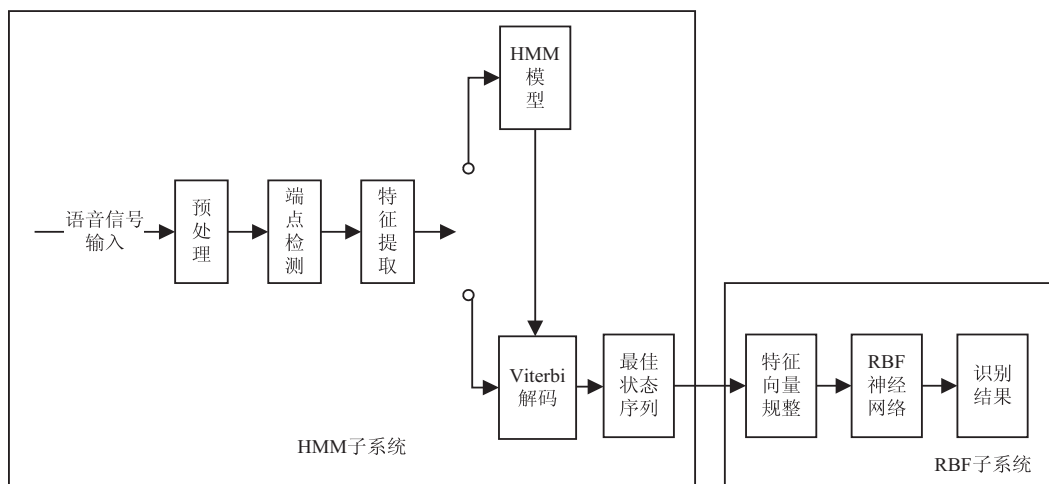 HMM
模
型
语音信号
输入
预
处
理
端
点
检
测
特
征
提
取
Viterbi
解码
最佳
状态
序列
特征
向量
规整
RBF
神经
网络
识别
结果
HMM子系统
RBF子系统